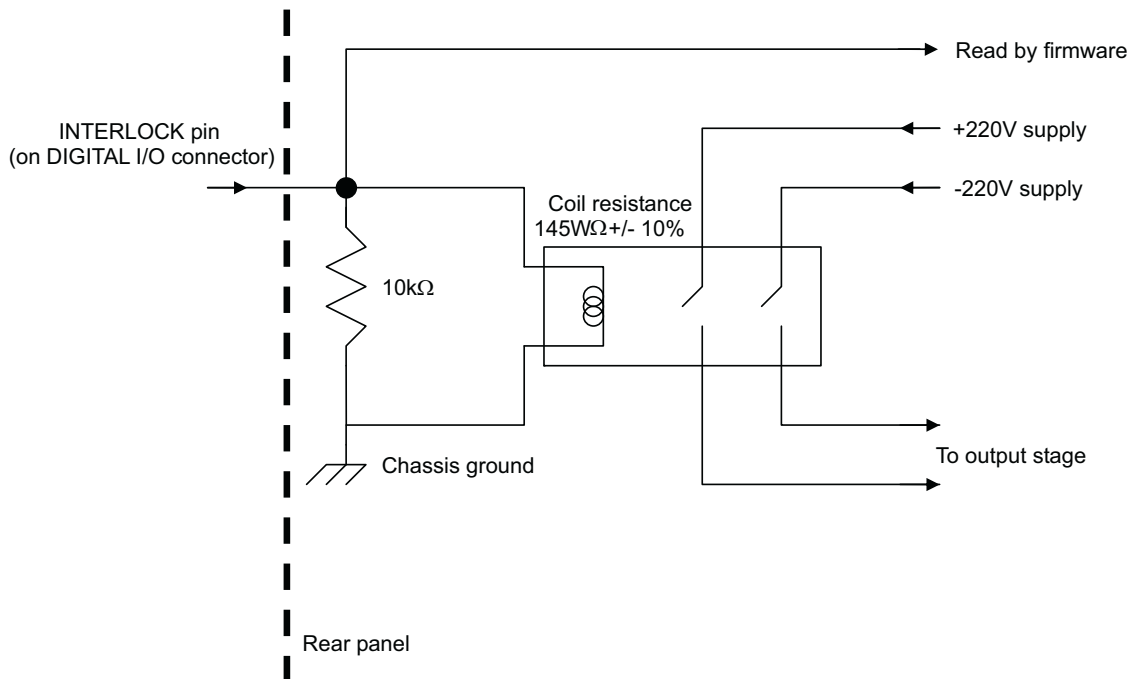 Read by firmware
INTERLOCK pin
(on DIGITAL I/O connector)
+220V supply
-220V supply
Coil resistance
145WΩ+/- 10%
10kΩ
Chassis ground
To output stage
Rear panel